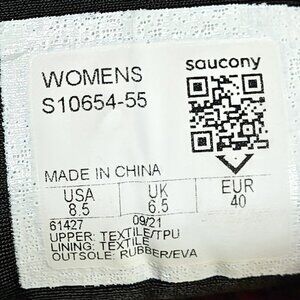 WOMENS
saucony
S10654-55
MADE IN CHINA
USA UK EUR
8.5 6.5 40
61427 09/21
UPPER: TEXTILE/TPU
LINING: TEXTILE
OUTSOLE: RUBBER/EVA